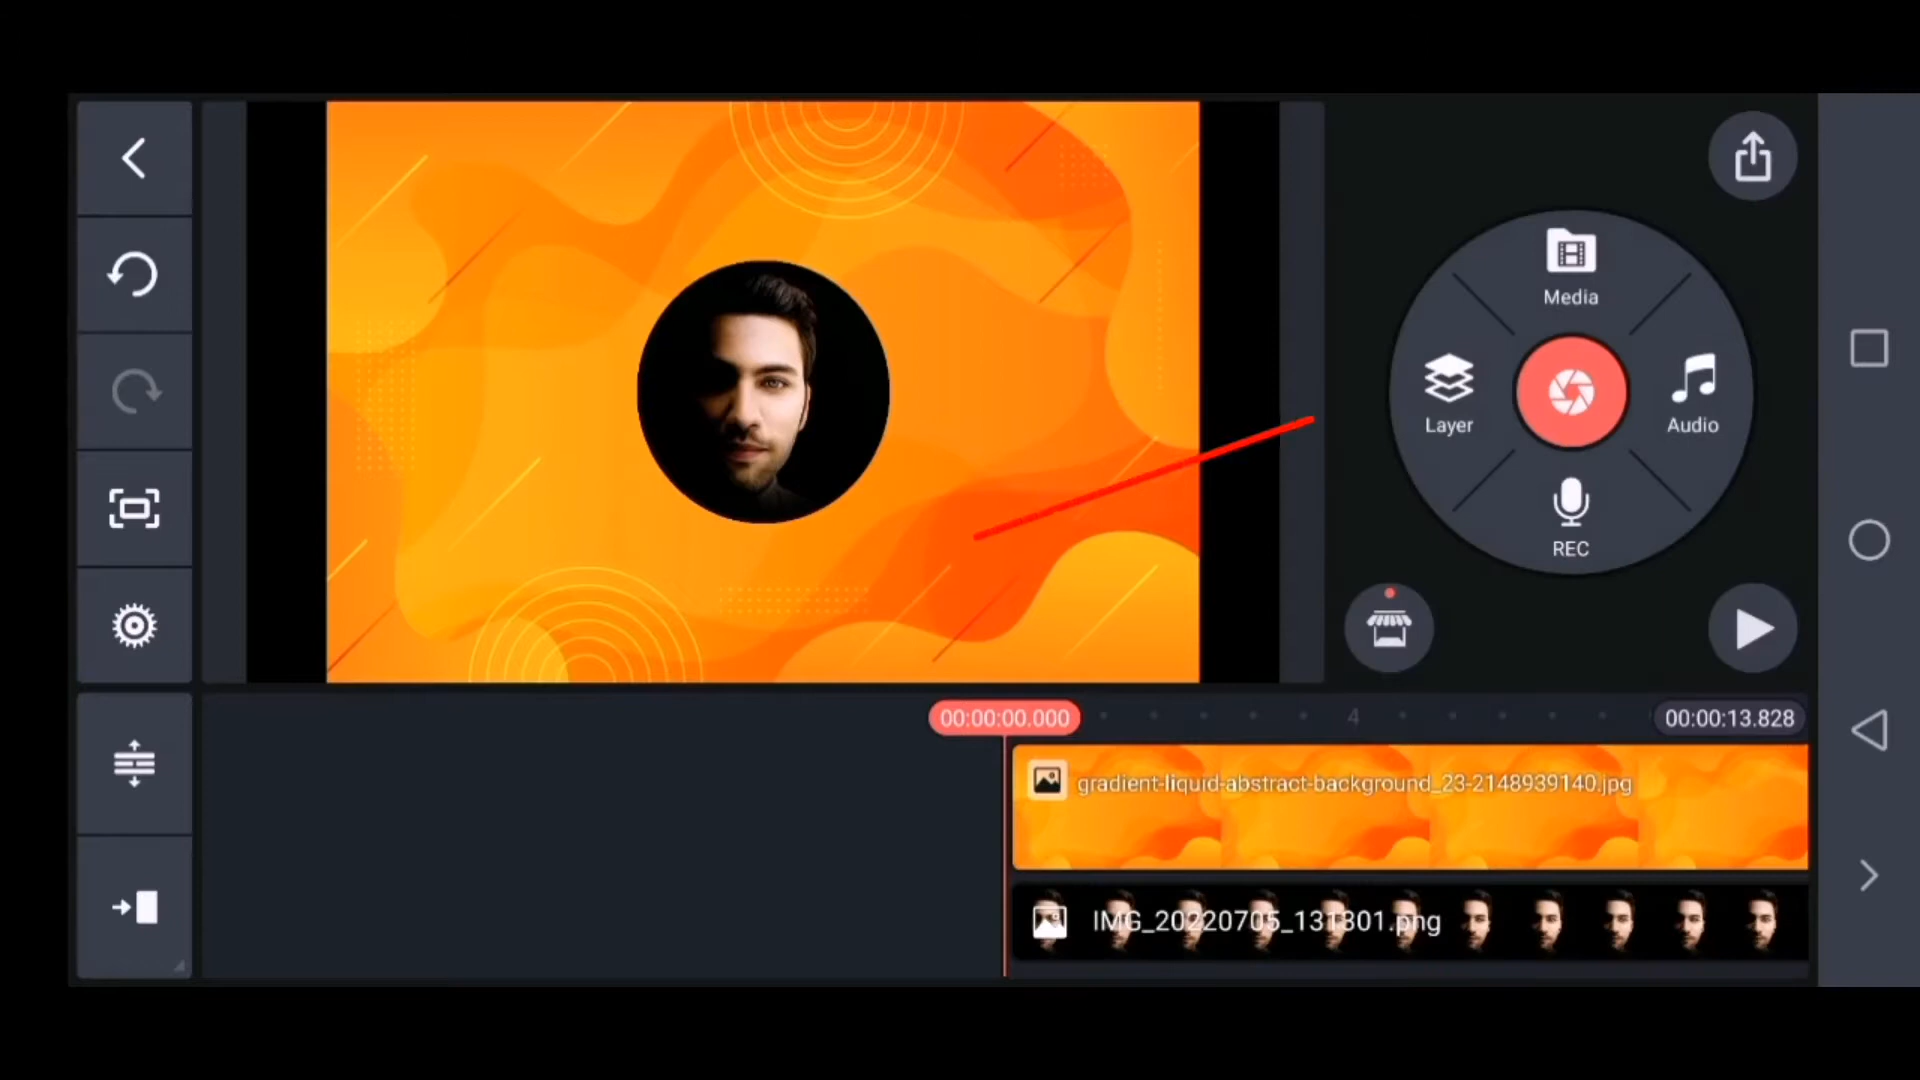 Media
Layer
Audio
REC
00:00:00.000
4
00:00:13.828
gradient-liquid-abstract-background_23-2148939140.jpg
IMG_20220705_131301.png